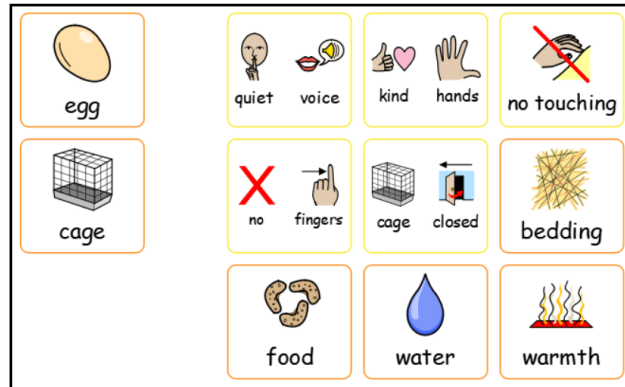 egg
quiet voice
kind hands
no touching
cage
no fingers
cage closed
bedding
food
water
warmth